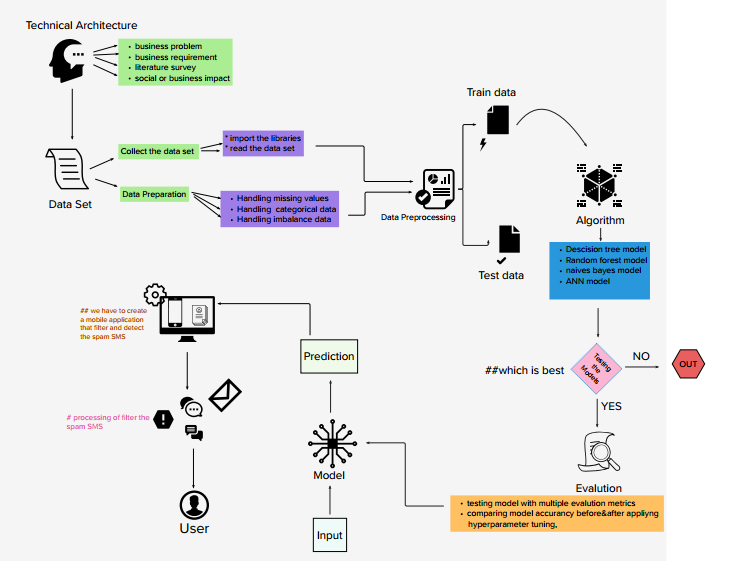 Technical Architecture
• business problem
• business requirement
• literature survey
• social or business impact
Data Set
Collect the data set
* import the libraries
* read the data set
Data Preparation
• Handling missing values
• Handling categorical data
• Handling imbalance data
Data Preprocessing
Train data
Test data
Algorithm
• Descision tree model
• Random forest model
• naives bayes model
• ANN model
##which is best
Testing
the
Models
NO
OUT
YES
Evalution
• testing model with multiple evalution metrics
• comparing model accurancy before&after appliyng
hyperparameter tuning,
Model
Input
Prediction
## we have to create
a mobile application
that filter and detect
the spam SMS
# processing of filter the
spam SMS
User